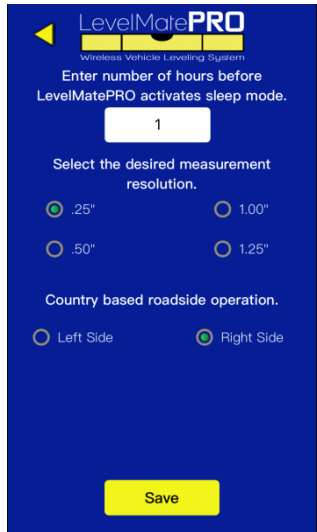 LevelMatePRO
Wireless Vehicle Leveling System
Enter number of hours before
LevelMatePRO activates sleep mode.
1
Select the desired measurement
resolution.
.25" 1.00"
.50" 1.25"
Country based roadside operation.
Left Side Right Side
Save